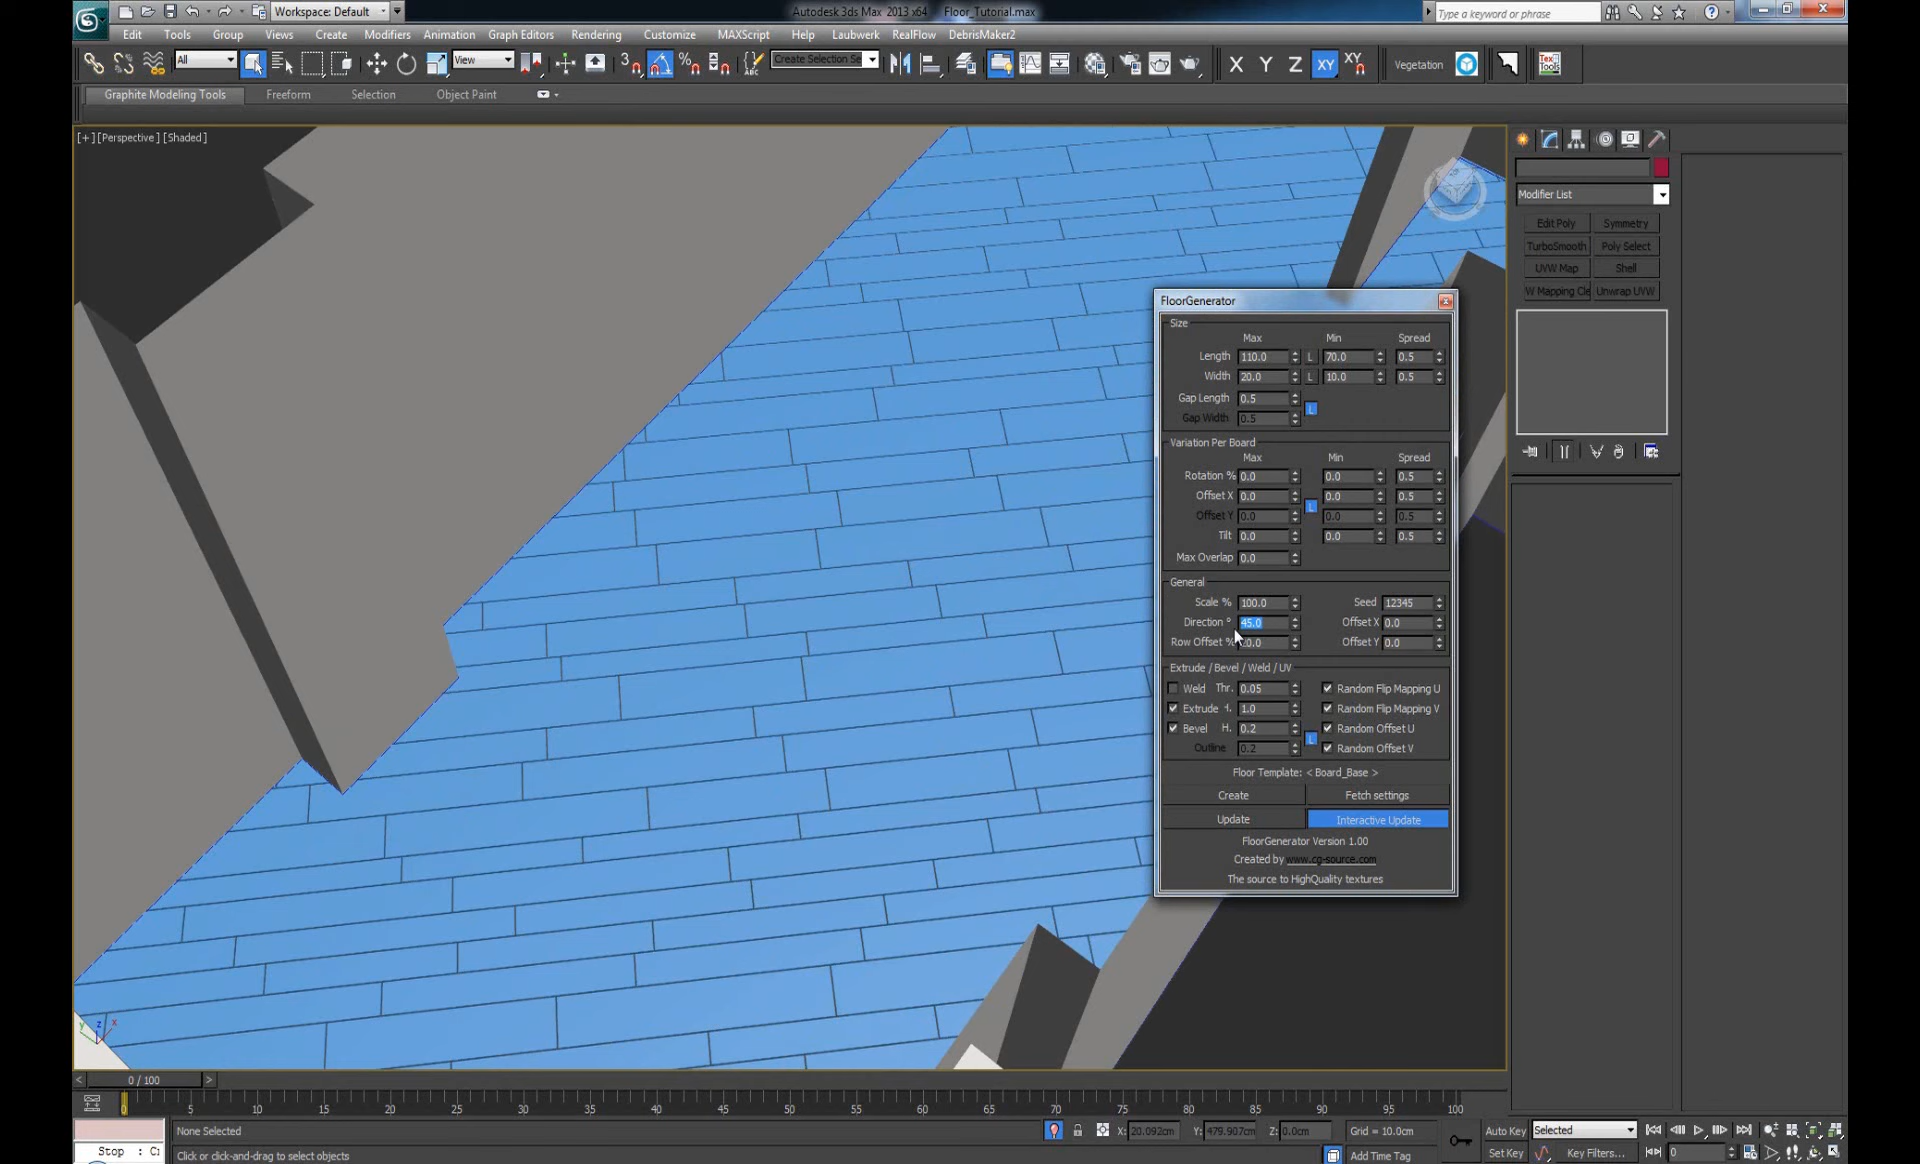 Workspace: Default
Autodesk 3ds Max 2013 x64 Floor_Tutorial.max
Type a keyword or phrase
Edit Tools Group Views Create Modifiers Animation Graph Editors Rendering Customize MAXScript Help Laubwerk RealFlow DebrisMaker2
All View 3 Create Selection Se X Y Z XY XY Vegetation Tex Tools
Graphite Modeling Tools Freeform Selection Object Paint
[+] [Perspective] [Shaded]
Modifier List
Edit Poly Symmetry
TurboSmooth Poly Select
UVW Map Shell
W Mapping Cle Unwrap UVW
FloorGenerator
Size
Max Min Spread
Length 110.0 L 70.0 0.5
Width 20.0 L 10.0 0.5
Gap Length 0.5 L
Gap Width 0.5
Variation Per Board
Max Min Spread
Rotation % 0.0 0.0 0.5
Offset X 0.0 0.0 0.5
L
Offset Y 0.0 0.0 0.5
Tilt 0.0 0.0 0.5
Max Overlap 0.0
General
Scale % 100.0 Seed 12345
Direction ° 45.0 Offset X 0.0
Row Offset % 0.0 Offset Y 0.0
Extrude / Bevel / Weld / UV
Weld Thr. 0.05 Random Flip Mapping U
Extrude H. 1.0 Random Flip Mapping V
Bevel H. 0.2 Random Offset U
Outline 0.2 L Random Offset V
Floor Template: < Board_Base >
Create Fetch settings
Update Interactive Update
FloorGenerator Version 1.00
Created by www.cg-source.com
The source to HighQuality textures
z
y x
< 0 / 100 >
0 5 10 15 20 25 30 35 40 45 50 55 60 65 70 75 80 85 90 95 100
None Selected X: 20.092cm Y: 479.907cm Z: 0.0cm Grid = 10.0cm Auto Key Selected
Stop : Click or click-and-drag to select objects Add Time Tag Set Key Key Filters... 0